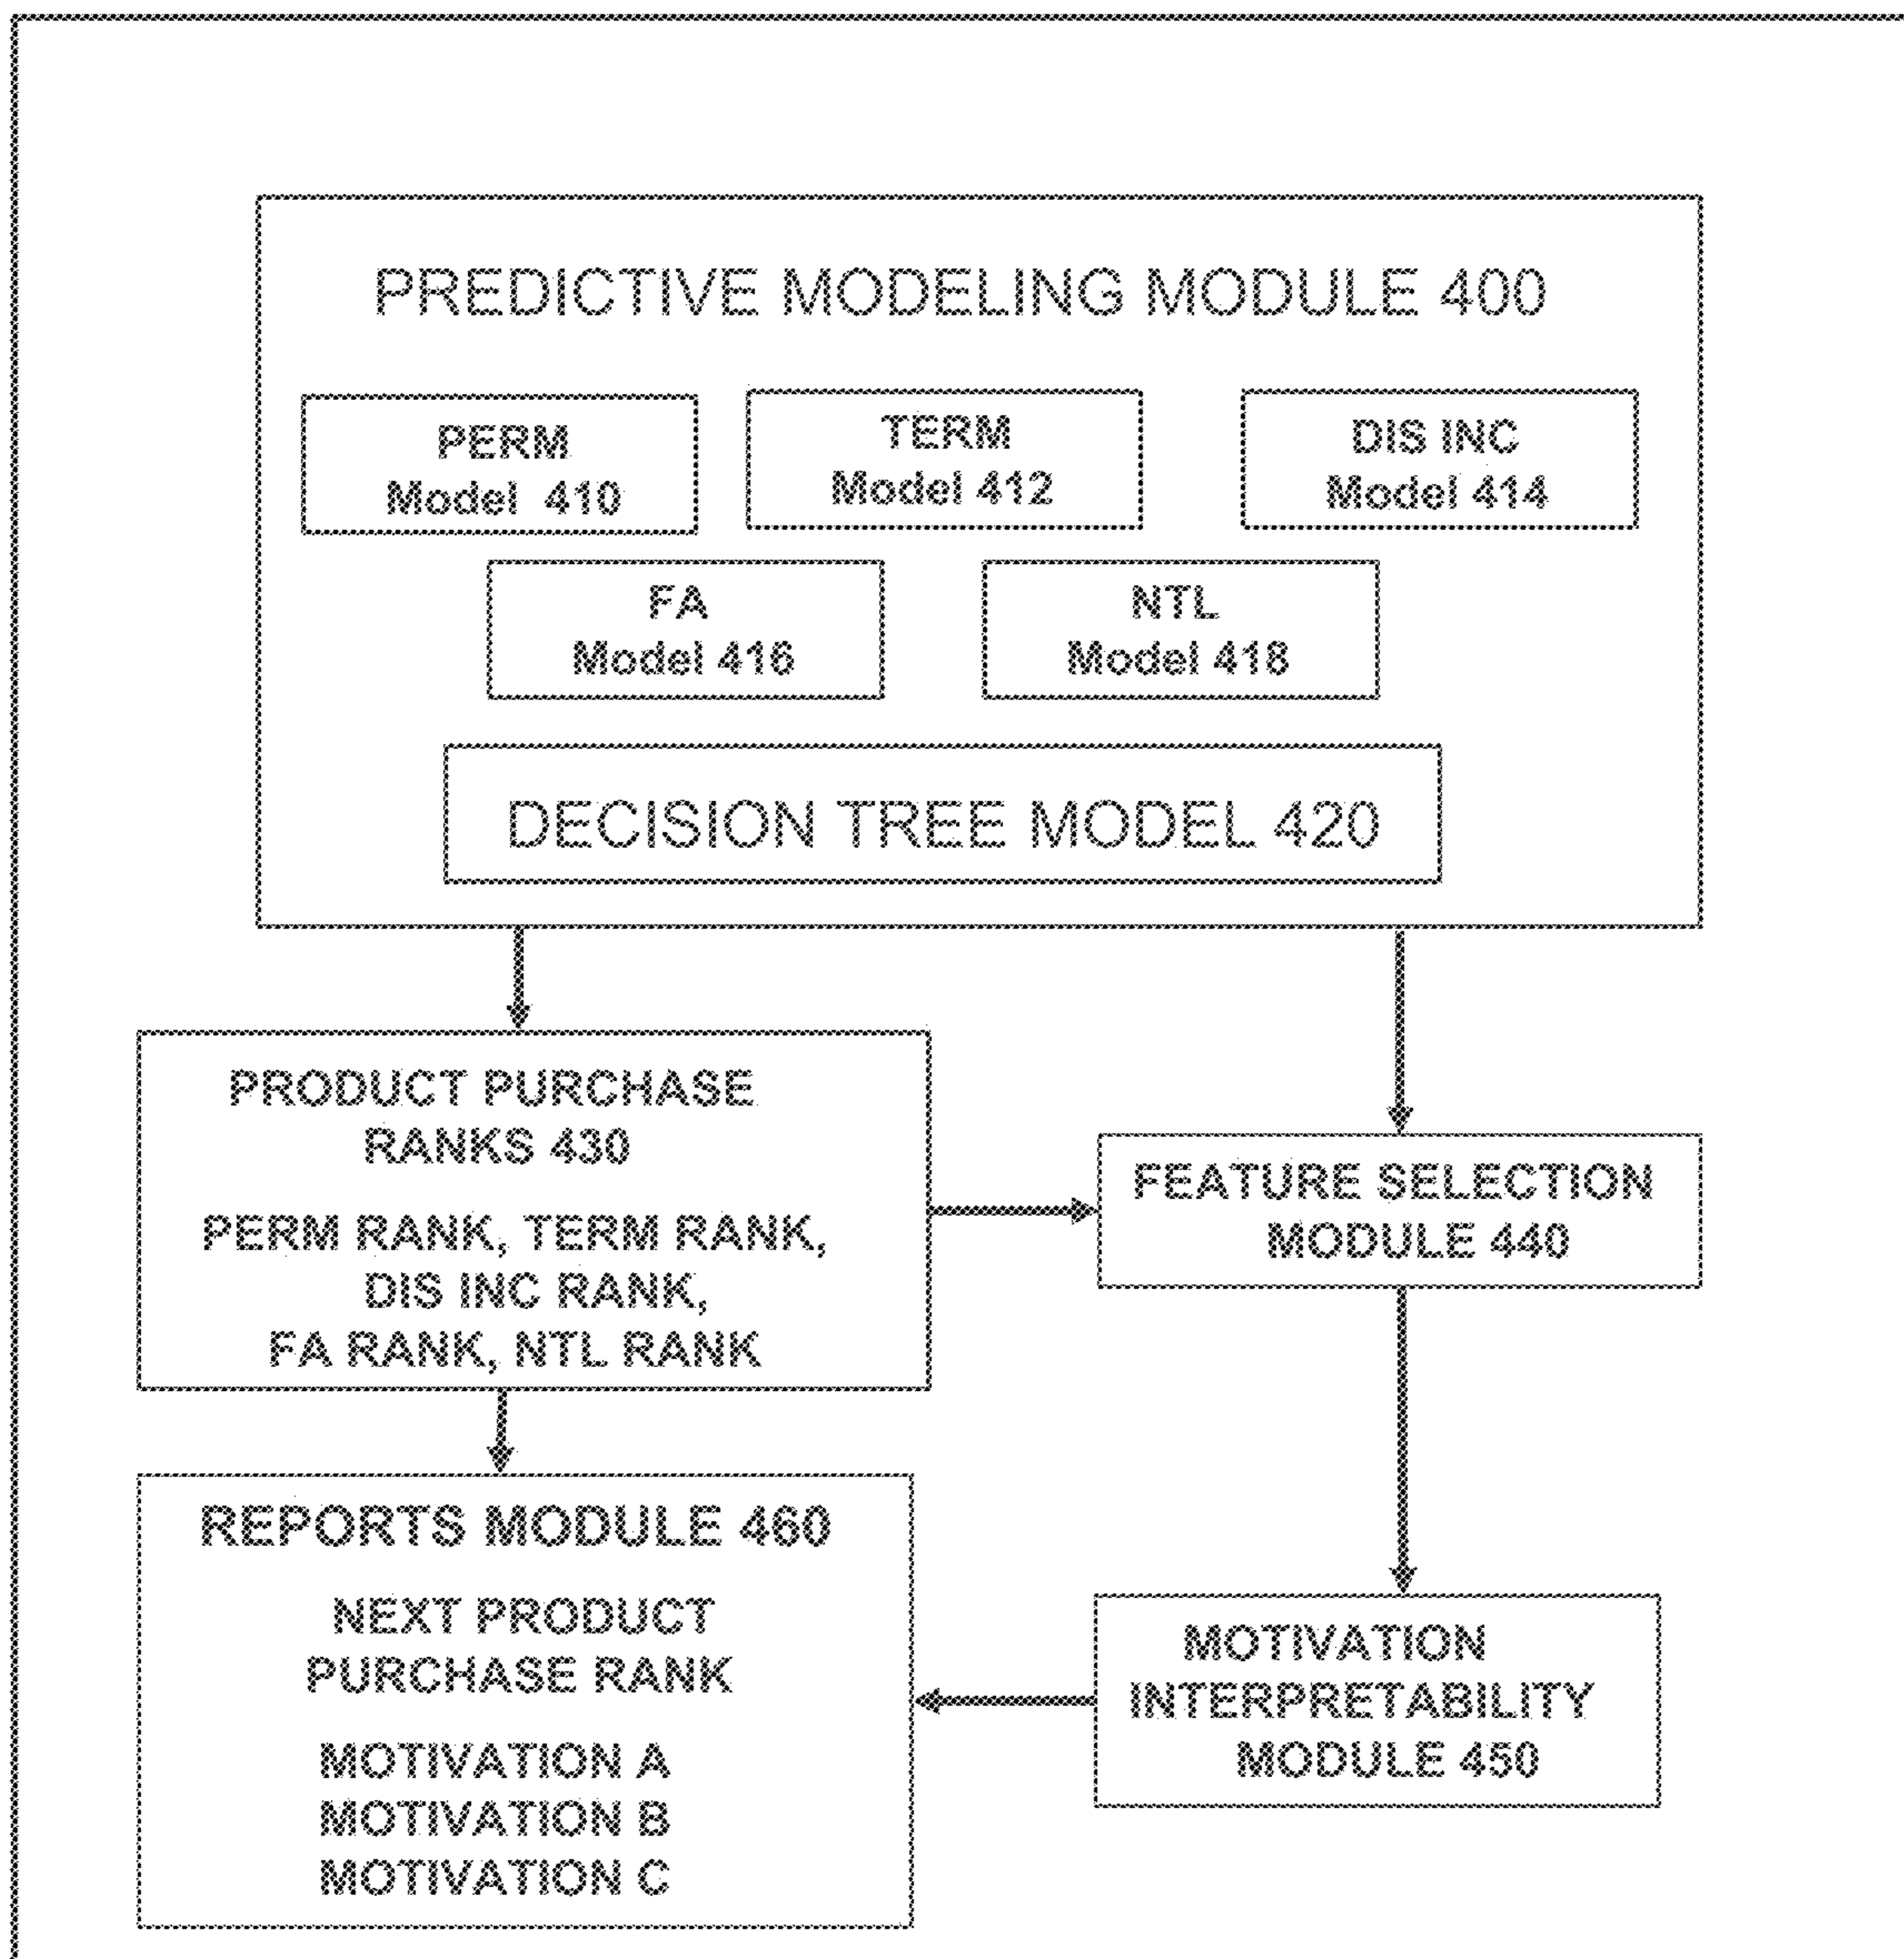 PREDICTIVE MODELING MODULE 400
PERM
Model 410
TERM
Model 412
DIS INC
Model 414
FA
Model 416
NTL
Model 418
DECISION TREE MODEL 420
PRODUCT PURCHASE
RANKS 430
PERM RANK, TERM RANK,
DIS INC RANK,
FA RANK, NTL RANK
FEATURE SELECTION
MODULE 440
REPORTS MODULE 460
NEXT PRODUCT
PURCHASE RANK
MOTIVATION A
MOTIVATION B
MOTIVATION C
MOTIVATION
INTERPRETABILITY
MODULE 450